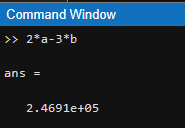 Command Window
>> 2*a-3*b
ans =
2.4691e+05